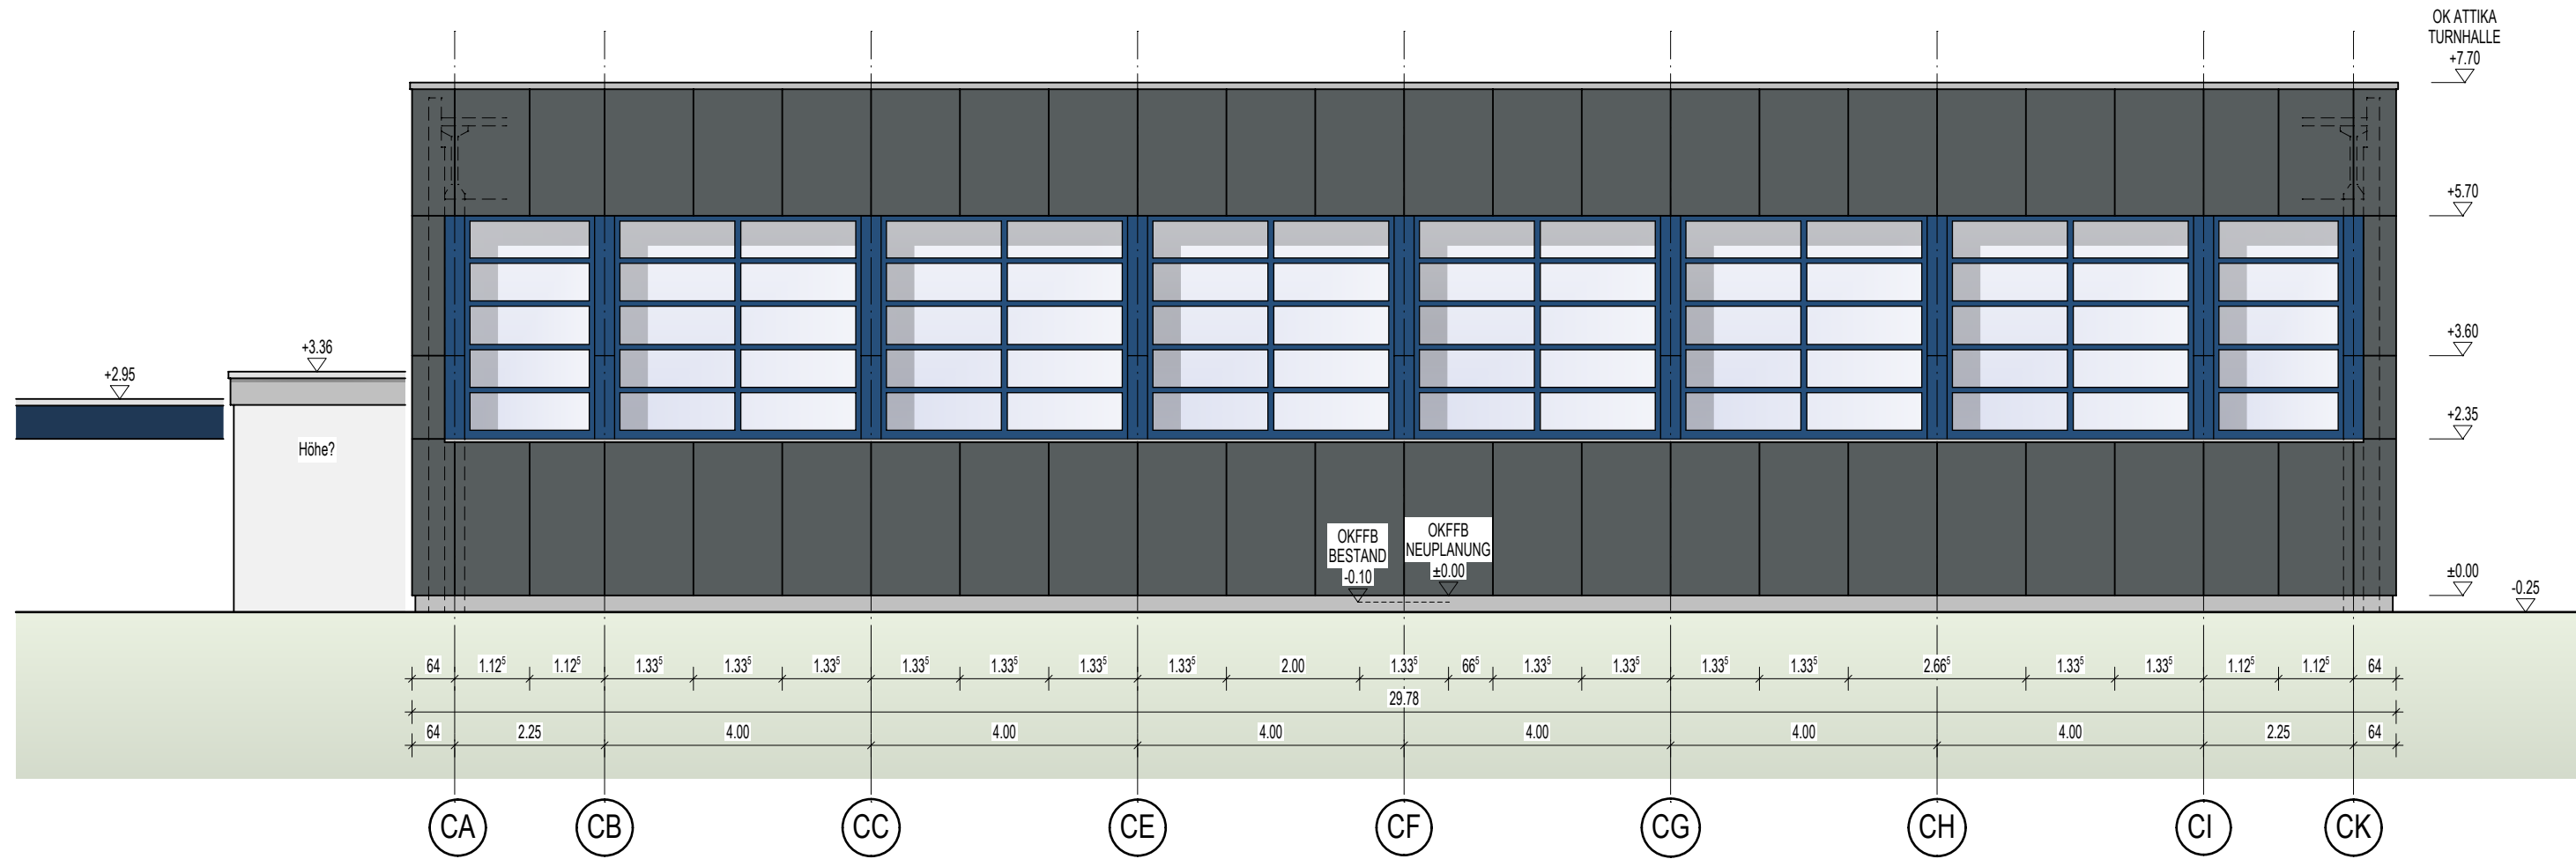 OK ATTIKA
TURNHALLE
+7.70
+5.70
+3.60
+3.36
+2.95
+2.35
Höhe?
OKFFB
BESTAND
-0.10
OKFFB
NEUPLANUNG
±0.00
±0.00
-0.25
64 1.12⁵ 1.12⁵ 1.33⁵ 1.33⁵ 1.33⁵ 1.33⁵ 1.33⁵ 1.33⁵ 1.33⁵ 2.00 1.33⁵ 66⁵ 1.33⁵ 1.33⁵ 1.33⁵ 1.33⁵ 2.66⁵ 1.33⁵ 1.33⁵ 1.12⁵ 1.12⁵ 64
29.78
64 2.25 4.00 4.00 4.00 4.00 4.00 4.00 2.25 64
CA CB CC CE CF CG CH CI CK